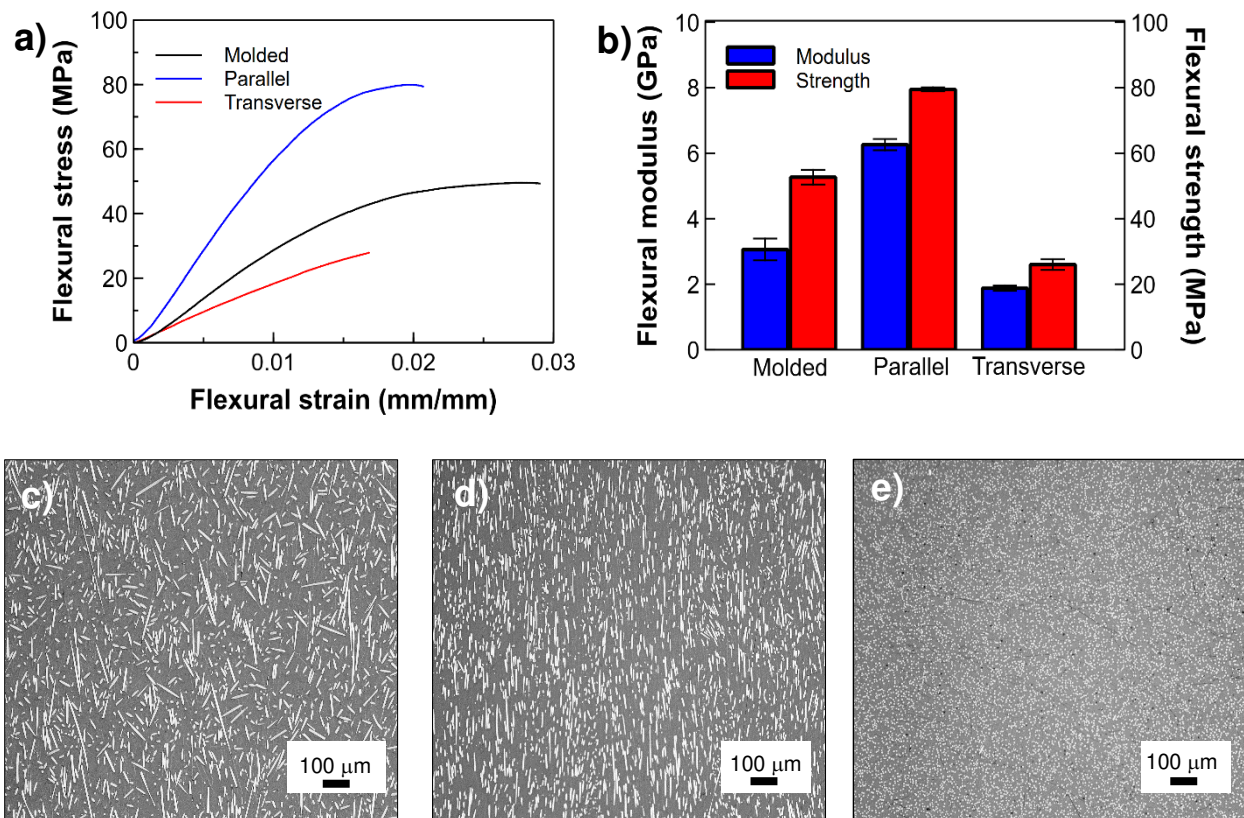 a)
Flexural stress (MPa)
100
80
60
40
20
0
Molded
Parallel
Transverse
0
0.01
0.02
0.03
Flexural strain (mm/mm)
b)
Flexural modulus (GPa)
10
8
6
4
2
0
Modulus
Strength
100
80
60
40
20
0
Flexural strength (MPa)
Molded
Parallel
Transverse
c)
100 μm
d)
100 μm
e)
100 μm